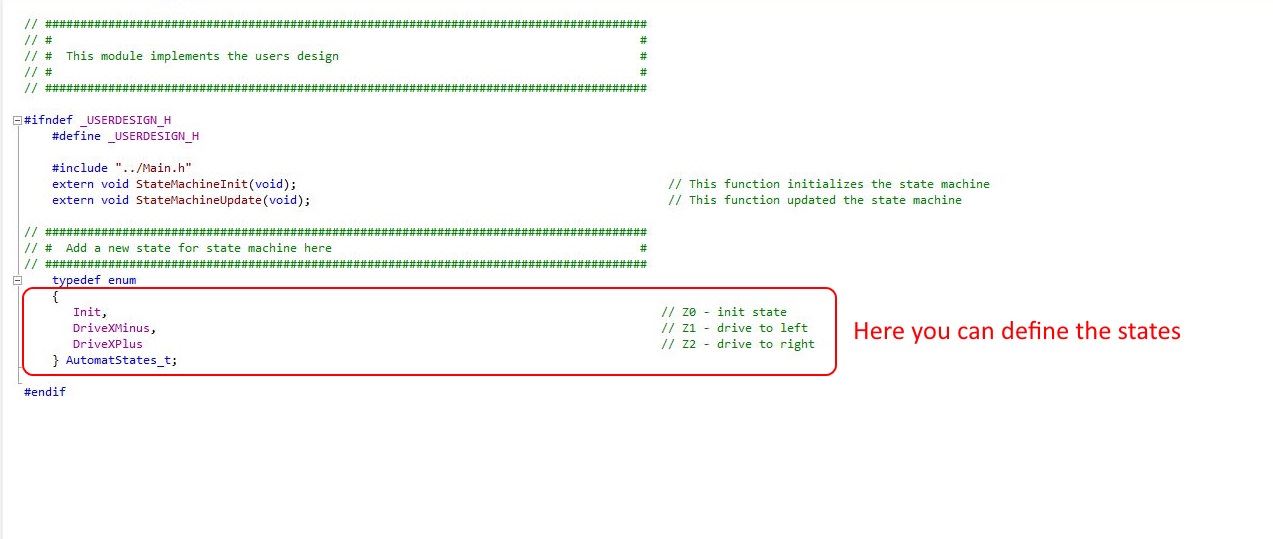 // ######################################################################################
// #                                                                                    #
// #  This module implements the users design                                           #
// #                                                                                    #
// ######################################################################################
#ifndef _USERDESIGN_H
#define _USERDESIGN_H
#include "../Main.h"
extern void StateMachineInit(void); // This function initializes the state machine
extern void StateMachineUpdate(void); // This function updated the state machine
// ######################################################################################
// #  Add a new state for state machine here                                            #
// ######################################################################################
typedef enum
{
Init, // Z0 - init state
DriveXMinus, // Z1 - drive to left
Here you can define the states
DriveXPlus // Z2 - drive to right
} AutomatStates_t;
#endif